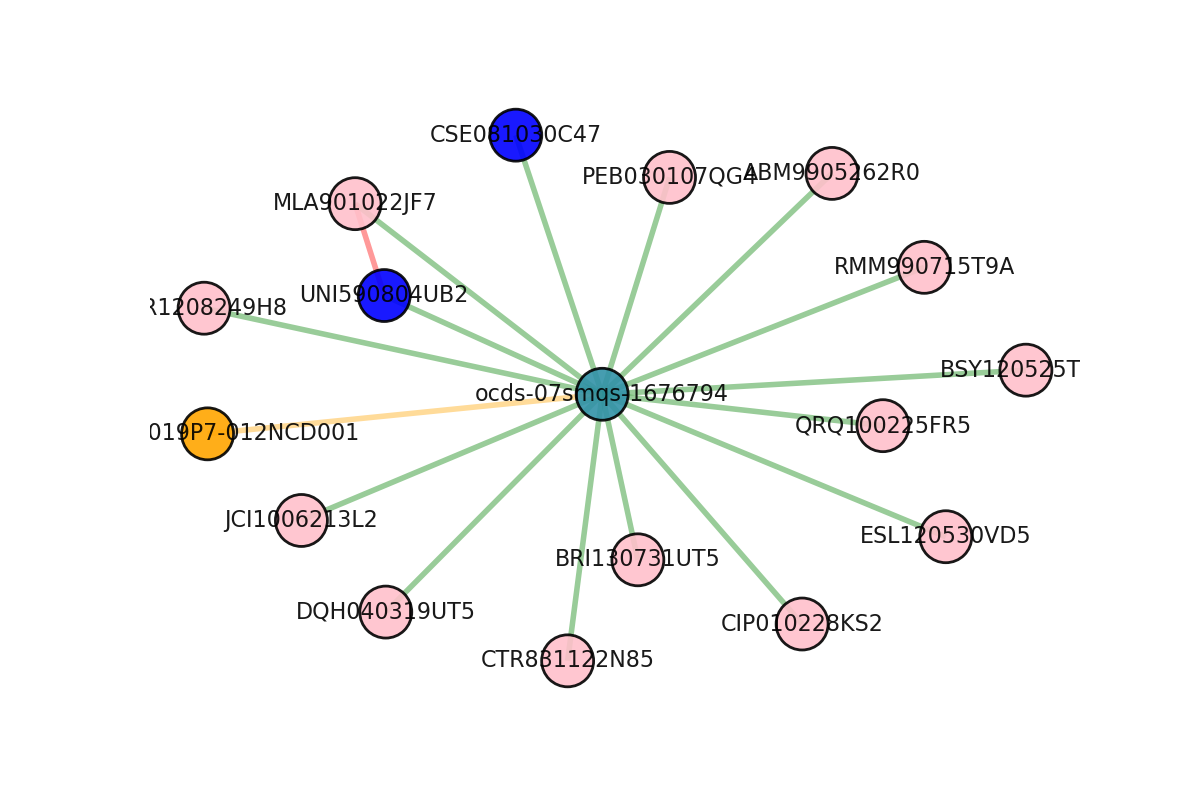 CSE081030C47
PEB030107QG4
ABM9905262R0
MLA901022JF7
RMM990715T9A
UNI590804UB2
R1208249H8
BSY120525T
ocds-07smqs-1676794
QRQ100225FR5
019P7-012NCD001
JCI1006213L2
ESL120530VD5
BRI130731UT5
DQH040319UT5
CIP010228KS2
CTR831122N85